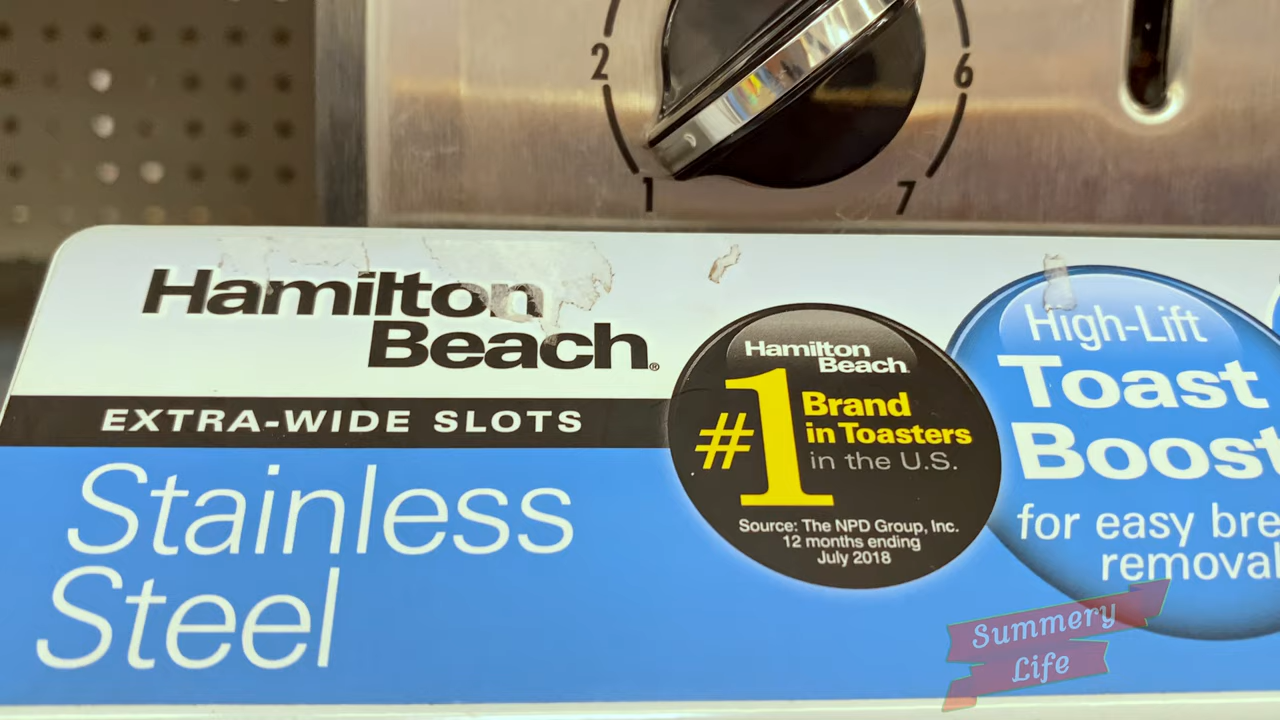 2
6
1
7
Hamilton
Beach®
EXTRA-WIDE SLOTS
Stainless
Steel
Hamilton
Beach
#1
Brand
in Toasters
in the U.S.
Source: The NPD Group, Inc.
12 months ending
July 2018
High-Lift
Toast
Boost
for easy bre
removal
Summery
Life